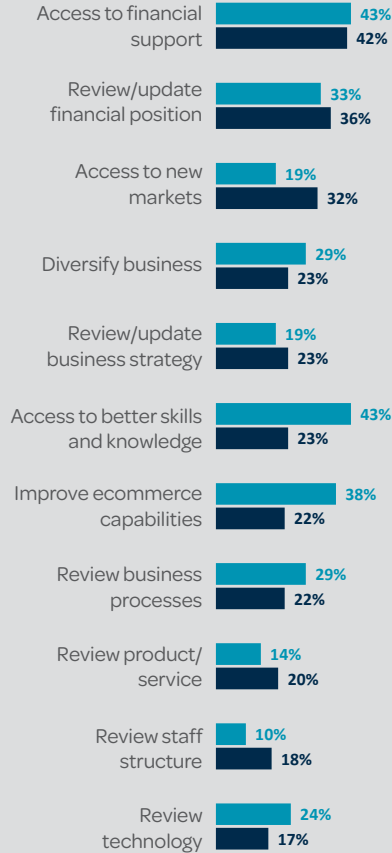 Access to financial
support
43%
42%
Review/update
financial position
33%
36%
Access to new
markets
19%
32%
Diversify business
29%
23%
Review/update
business strategy
19%
23%
Access to better skills
and knowledge
43%
23%
Improve ecommerce
capabilities
38%
22%
Review business
processes
29%
22%
Review product/
service
14%
20%
Review staff
structure
10%
18%
Review
technology
24%
17%